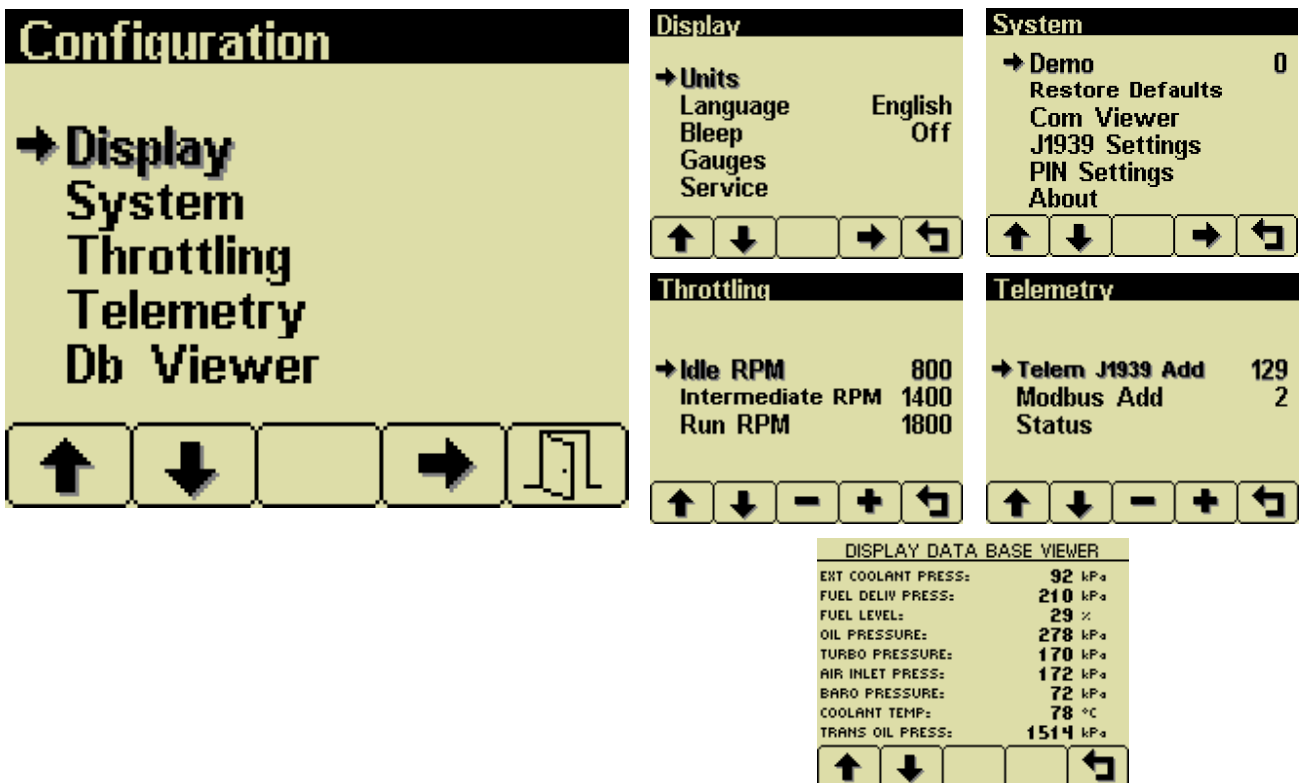 Configuration
Display
System
Throttling
Telemetry
Db Viewer
Display
Units
Language English
Bleep Off
Gauges
Service
System
Demo 0
Restore Defaults
Com Viewer
J1939 Settings
PIN Settings
About
Throttling
Idle RPM 800
Intermediate RPM 1400
Run RPM 1800
Telemetry
Telem J1939 Add 129
Modbus Add 2
Status
DISPLAY DATA BASE VIEWER
EXT COOLANT PRESS: 92 kPa
FUEL DELIV PRESS: 210 kPa
FUEL LEVEL: 29 %
OIL PRESSURE: 278 kPa
TURBO PRESSURE: 170 kPa
AIR INLET PRESS: 172 kPa
BARO PRESSURE: 72 kPa
COOLANT TEMP: 78 °C
TRANS OIL PRESS: 1514 kPa